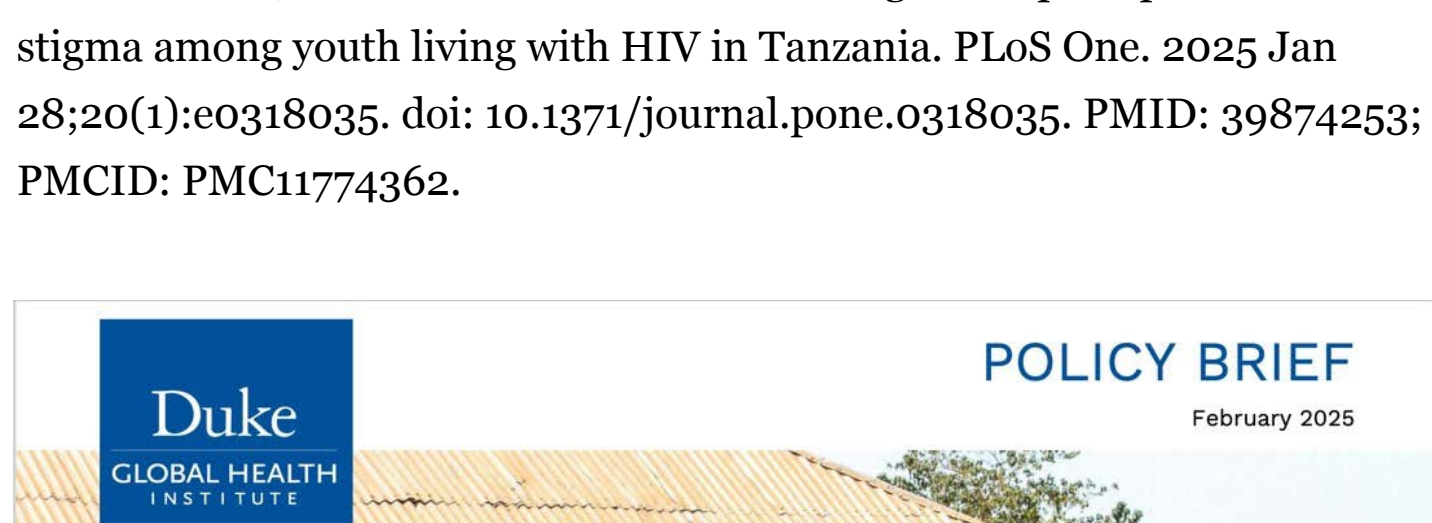 stigma among youth living with HIV in Tanzania. PLoS One. 2025 Jan
28;20(1):e0318035. doi: 10.1371/journal.pone.0318035. PMID: 39874253;
PMCID: PMC11774362.
POLICY BRIEF
February 2025
Duke
GLOBAL HEALTH
INSTITUTE